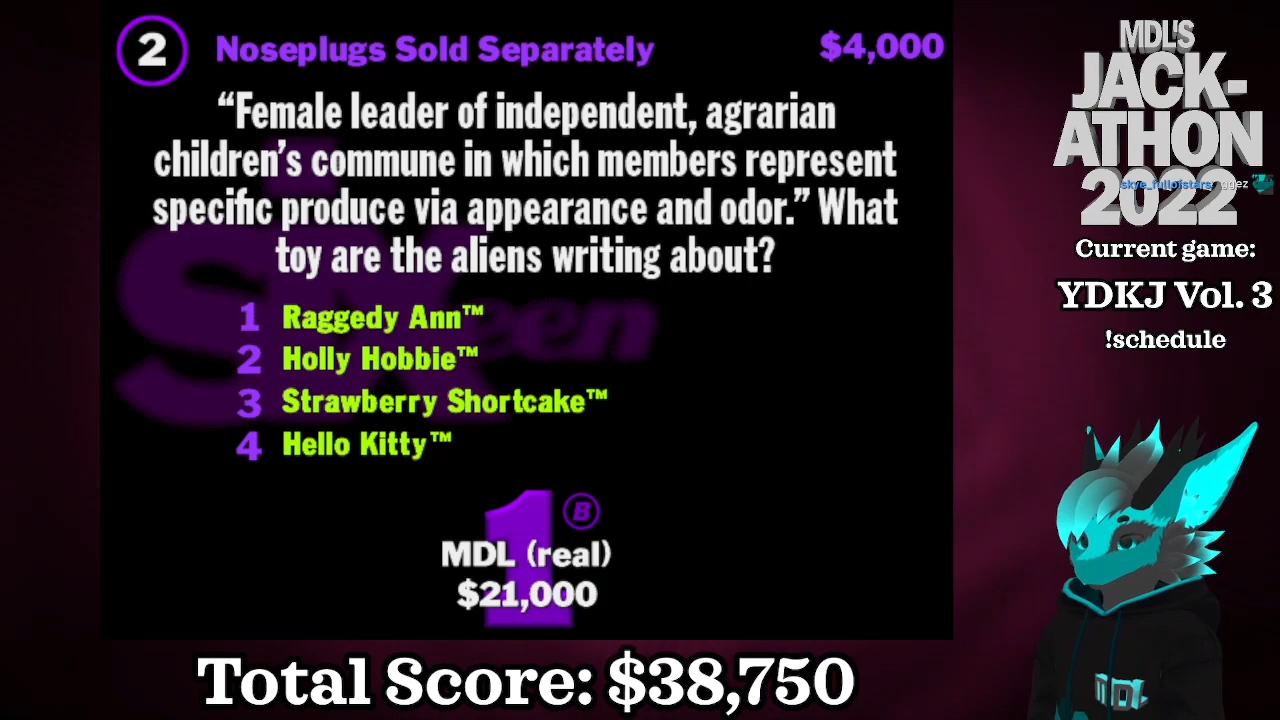 2 Noseplugs Sold Separately $4,000
“Female leader of independent, agrarian
children’s commune in which members represent
specific produce via appearance and odor.” What
toy are the aliens writing about?
1 Raggedy Ann™
2 Holly Hobbie™
3 Strawberry Shortcake™
4 Hello Kitty™
1 B
MDL (real)
$21,000
Total Score: $38,750
MDL'S
JACK-
ATHON
2022
skye_fullofstars: ggez
Current game:
YDKJ Vol. 3
!schedule
MDL